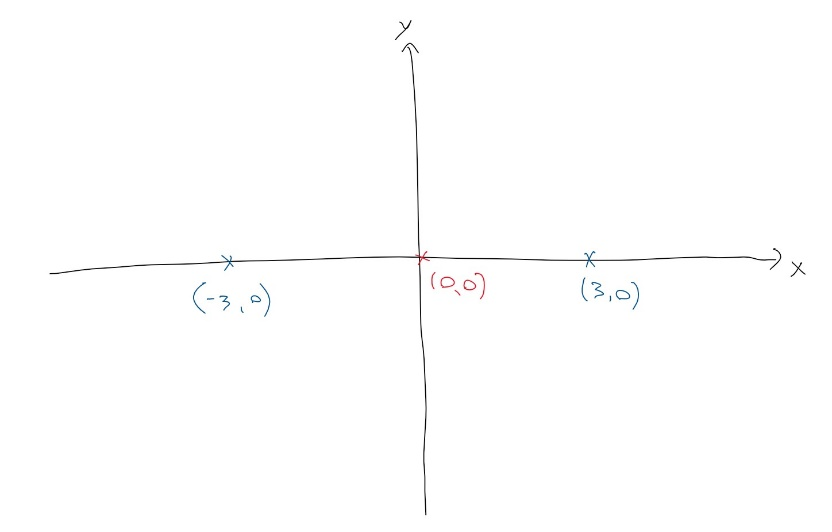 y
x
(-3,0)
(0,0)
(3,0)